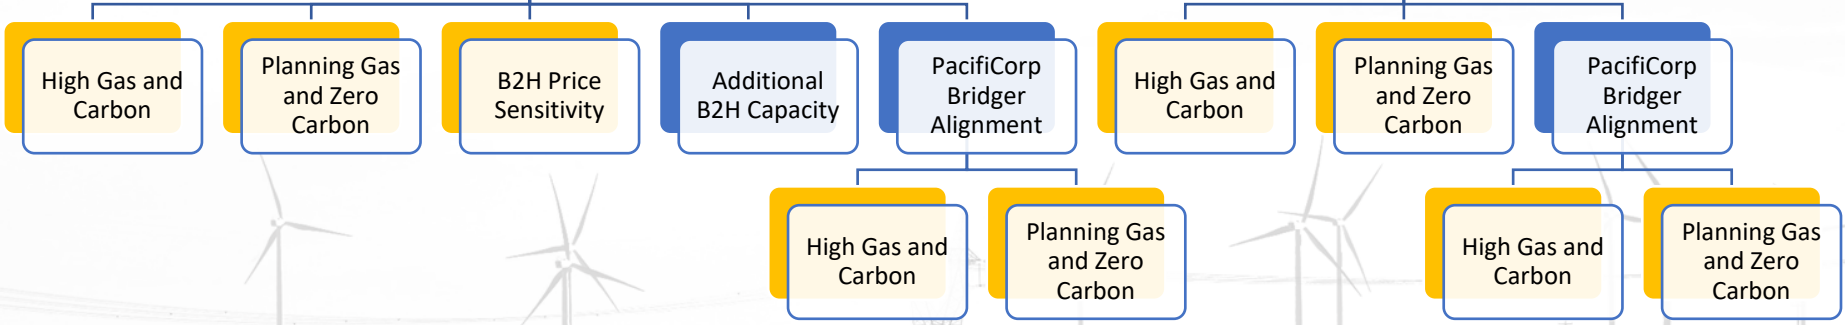 High Gas and
Carbon
Planning Gas
and Zero
Carbon
B2H Price
Sensitivity
Additional
B2H Capacity
PacifiCorp
Bridger
Alignment
High Gas and
Carbon
Planning Gas
and Zero
Carbon
PacifiCorp
Bridger
Alignment
High Gas and
Carbon
Planning Gas
and Zero
Carbon
High Gas and
Carbon
Planning Gas
and Zero
Carbon